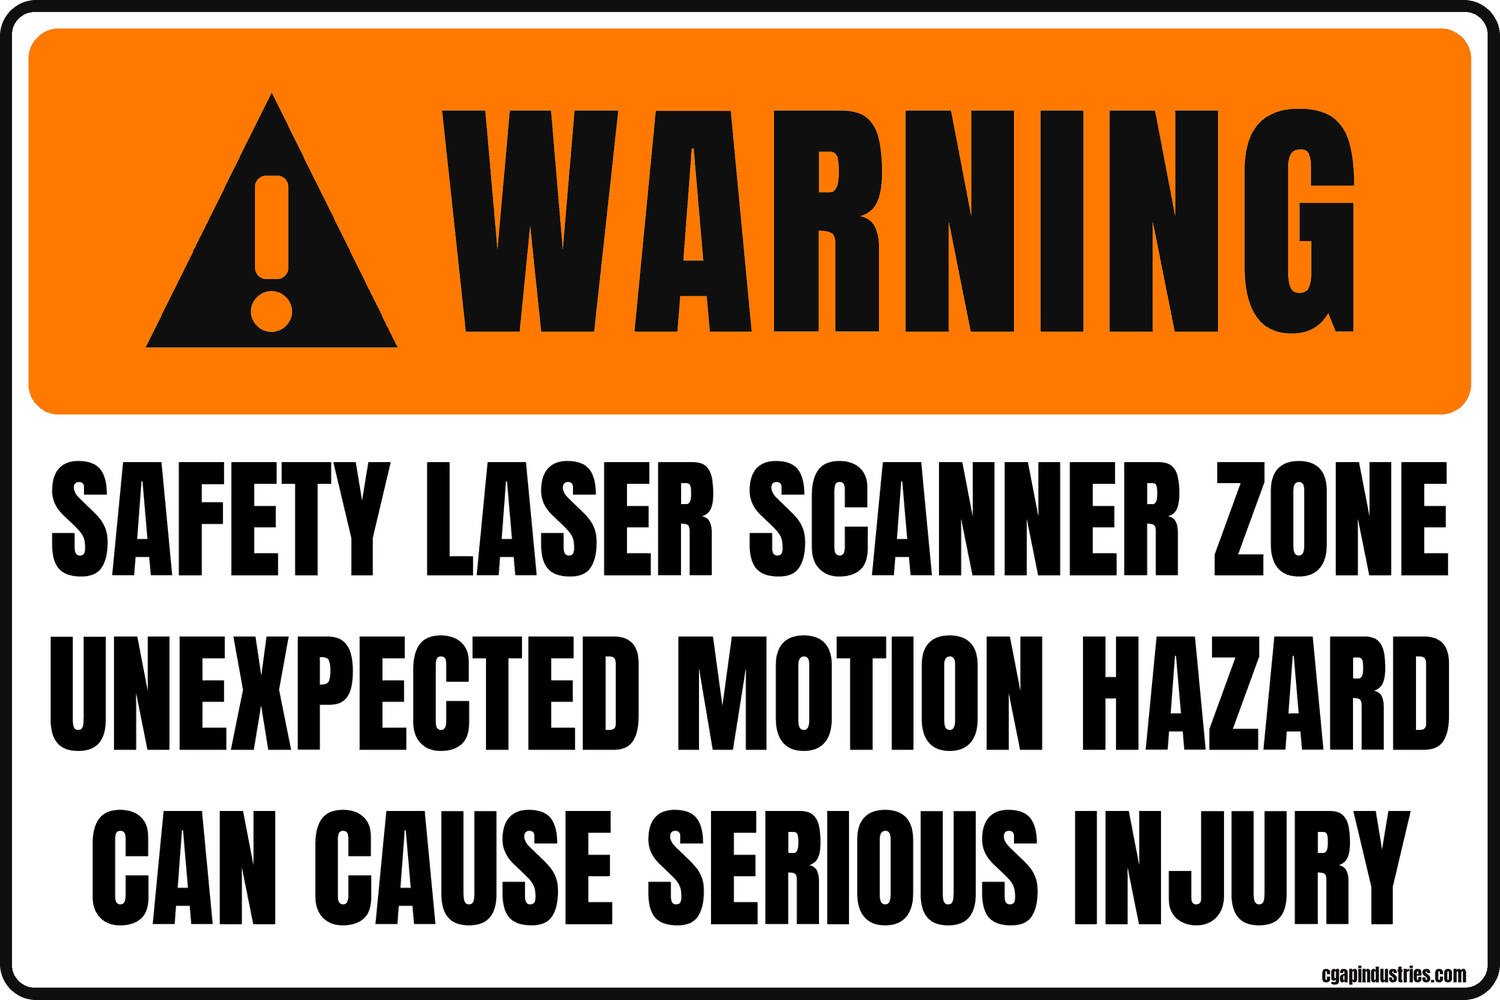 WARNING
SAFETY LASER SCANNER ZONE
UNEXPECTED MOTION HAZARD
CAN CAUSE SERIOUS INJURY
cgapindustries.com